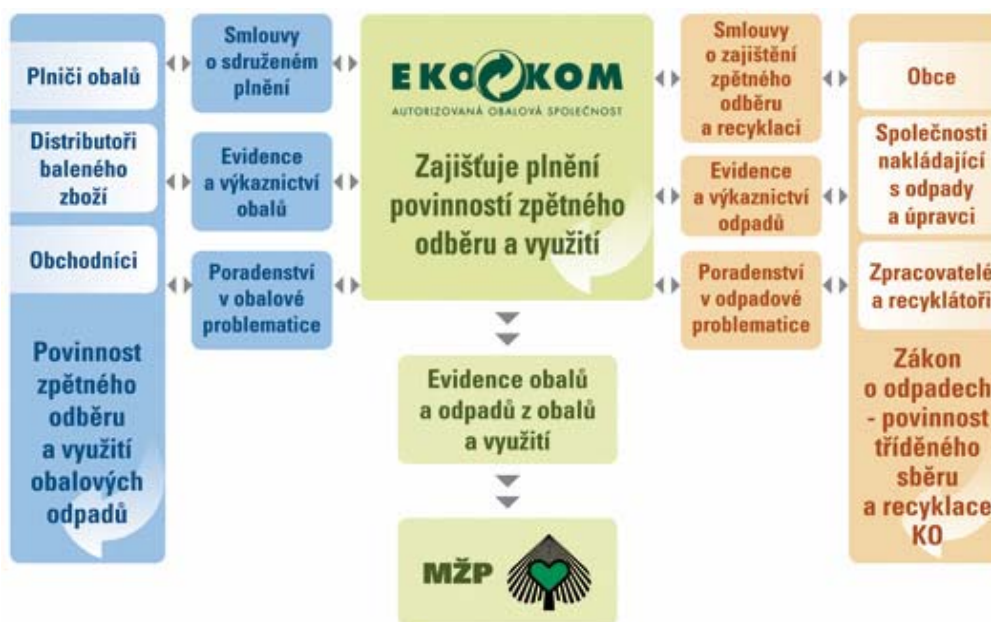 Plniči obalů
Distributoři
baleného
zboží
Obchodníci
Povinnost
zpětného
odběru
a využití
obalových
odpadů
Smlouvy
o sdruženém
plnění
Evidence
a výkaznictví
obalů
Poradenství
v obalové
problematice
EKO KOM
AUTORIZOVANÁ OBALOVÁ SPOLEČNOST
Zajišťuje plnění
povinností zpětného
odběru a využití
Evidence obalů
a odpadů z obalů
a využití
MŽP
Smlouvy
o zajištění
zpětného
odběru
a recyklaci
Evidence
a výkaznictví
odpadů
Poradenství
v odpadové
problematice
Obce
Společnosti
nakládající
s odpady
a úpravci
Zpracovatelé
a recyklátoři
Zákon
o odpadech
- povinnost
tříděného
sběru
a recyklace
KO